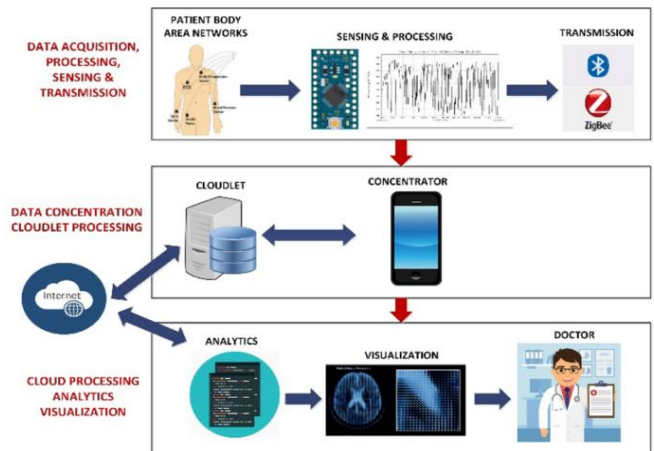 PATIENT BODY
AREA NETWORKS
SENSING & PROCESSING
TRANSMISSION
DATA ACQUISITION,
PROCESSING,
SENSING &
TRANSMISSION
ECG
ZigBee
CLOUDLET
CONCENTRATOR
DATA CONCENTRATION
CLOUDLET PROCESSING
Internet
ANALYTICS
VISUALIZATION
DOCTOR
CLOUD PROCESSING
ANALYTICS
VISUALIZATION